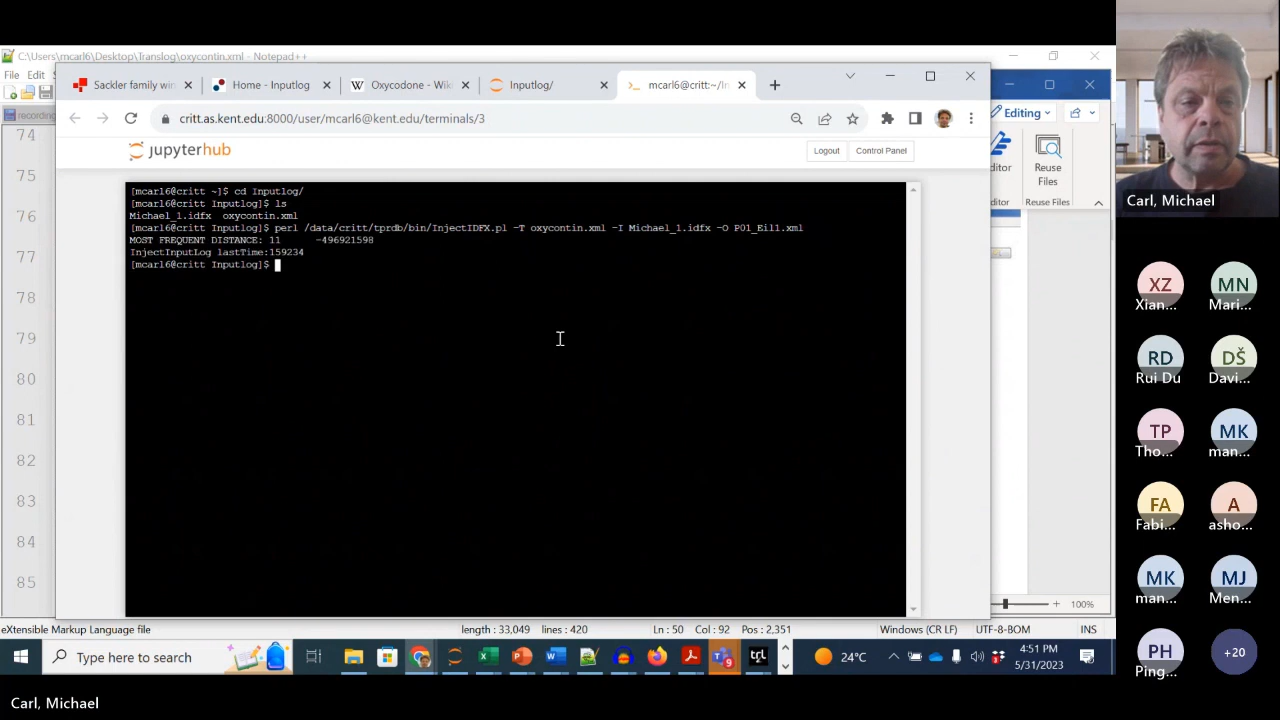 C:\Users\mcarl6\Desktop\Translog\oxycontin.xml - Notepad++
File Edit
recording
Sackler family win
Home - Inputlog
Oxycodone - Wiki
Inputlog/
mcarl6@critt:~/In
critt.as.kent.edu:8000/user/mcarl6@kent.edu/terminals/3
jupyterhub
Logout
Control Panel
[mcarl6@critt ~]$ cd Inputlog/
[mcarl6@critt Inputlog]$ ls
Michael_1.idfx oxycontin.xml
[mcarl6@critt Inputlog]$ perl /data/critt/tprdb/bin/InjectIDFX.pl -T oxycontin.xml -I Michael_1.idfx -O P01_Eil1.xml
MOST FREQUENT DISTANCE: 11 -496921598
InjectInputLog lastTime:159234
[mcarl6@critt Inputlog]$
74
75
76
77
78
79
80
81
82
83
84
85
Editing
ditor
Reuse
Files
ditor
Reuse Files
100%
eXtensible Markup Language file
length : 33,049 lines : 420
Ln : 50 Col : 92 Pos : 2,351
Windows (CR LF)
UTF-8-BOM
INS
Type here to search
24°C
4:51 PM
5/31/2023
Carl, Michael
XZ
Xian...
MN
Mari...
RD
Rui Du
DŠ
Davi...
TP
Tho...
MK
man...
FA
Fabi...
A
asho...
MK
man...
MJ
Men...
PH
Ping...
+20
Carl, Michael